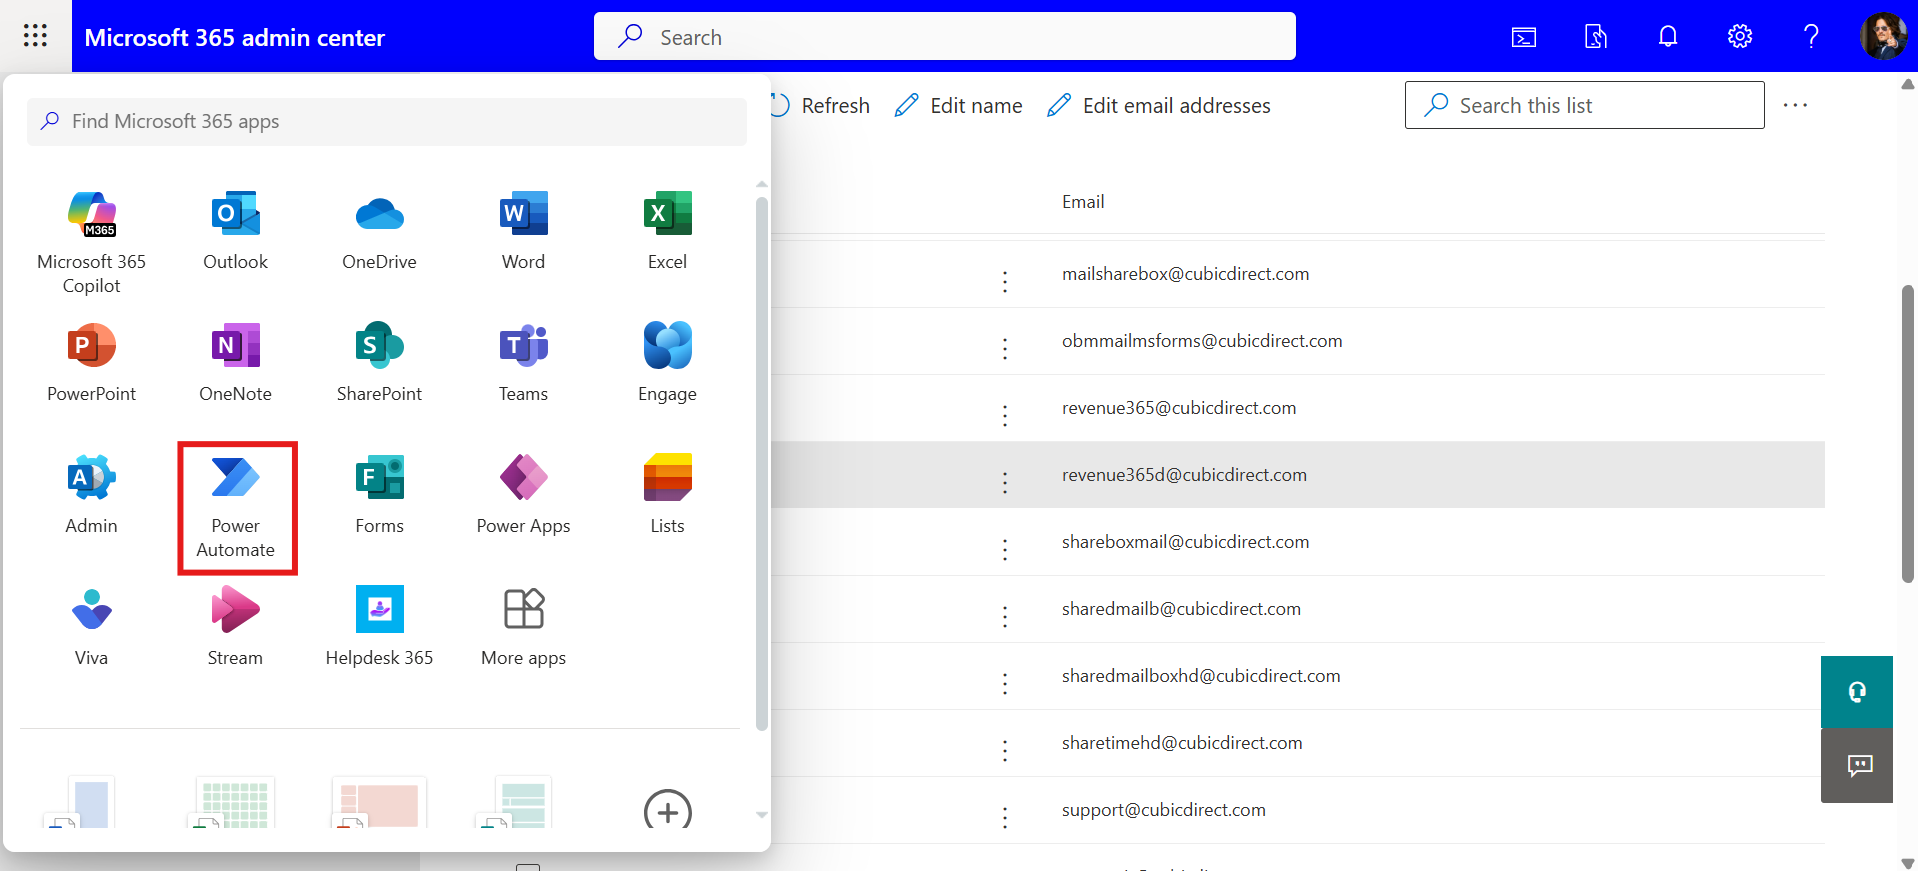 Microsoft 365 admin center
Search
Find Microsoft 365 apps
Refresh
Edit name
Edit email addresses
Search this list
M365
Microsoft 365
Copilot
Outlook
OneDrive
Word
Excel
PowerPoint
OneNote
SharePoint
Teams
Engage
Admin
Power
Automate
Forms
Power Apps
Lists
Viva
Stream
Helpdesk 365
More apps
Email
mailsharebox@cubicdirect.com
obmmailmsforms@cubicdirect.com
revenue365@cubicdirect.com
revenue365d@cubicdirect.com
shareboxmail@cubicdirect.com
sharedmailb@cubicdirect.com
sharedmailboxhd@cubicdirect.com
sharetimehd@cubicdirect.com
support@cubicdirect.com